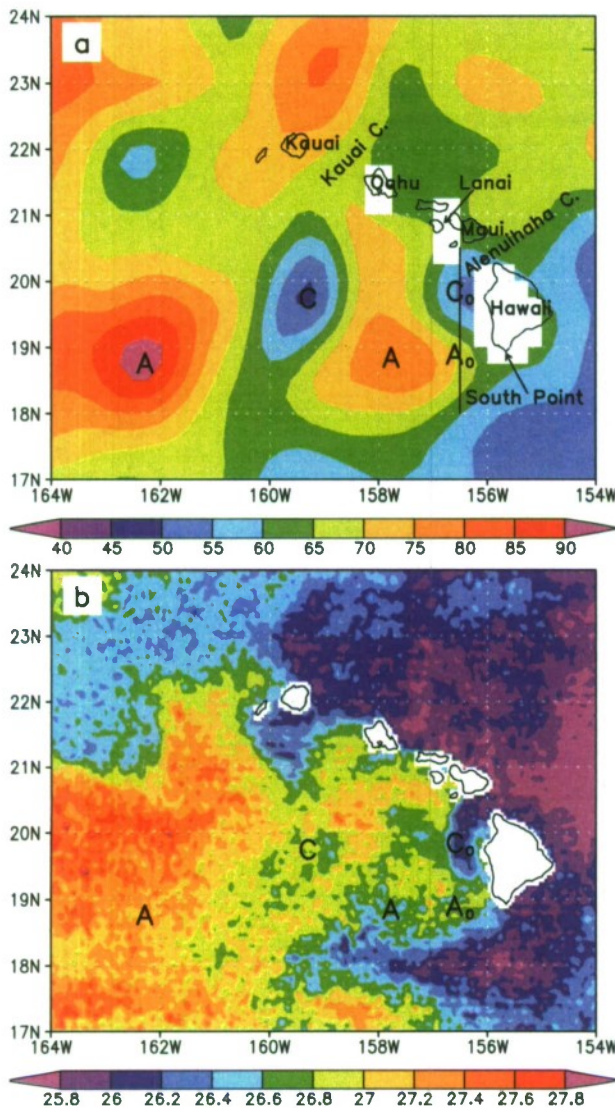 24N
a
23N
Kauai
22N
Kauai C.
Oahu
Lanai
21N
Maui
Alenuihaha C.
20N
C
C₀
Hawaii
19N
A
A
A₀
18N
South Point
17N
164W 162W 160W 158W 156W 154W
40 45 50 55 60 65 70 75 80 85 90
24N
b
23N
22N
21N
20N
C
C₀
19N
A
A
A₀
18N
17N
164W 162W 160W 158W 156W 154W
25.8 26 26.2 26.6 26.8 27 27.2 27.4 27.6 27.8